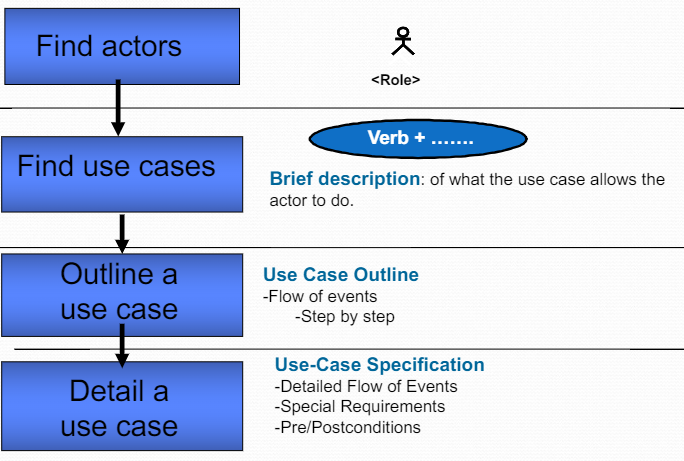 Find actors
<Role>
Find use cases
Verb + .......
Brief description: of what the use case allows the
actor to do.
Outline a
use case
Use Case Outline
-Flow of events
-Step by step
Detail a
use case
Use-Case Specification
-Detailed Flow of Events
-Special Requirements
-Pre/Postconditions